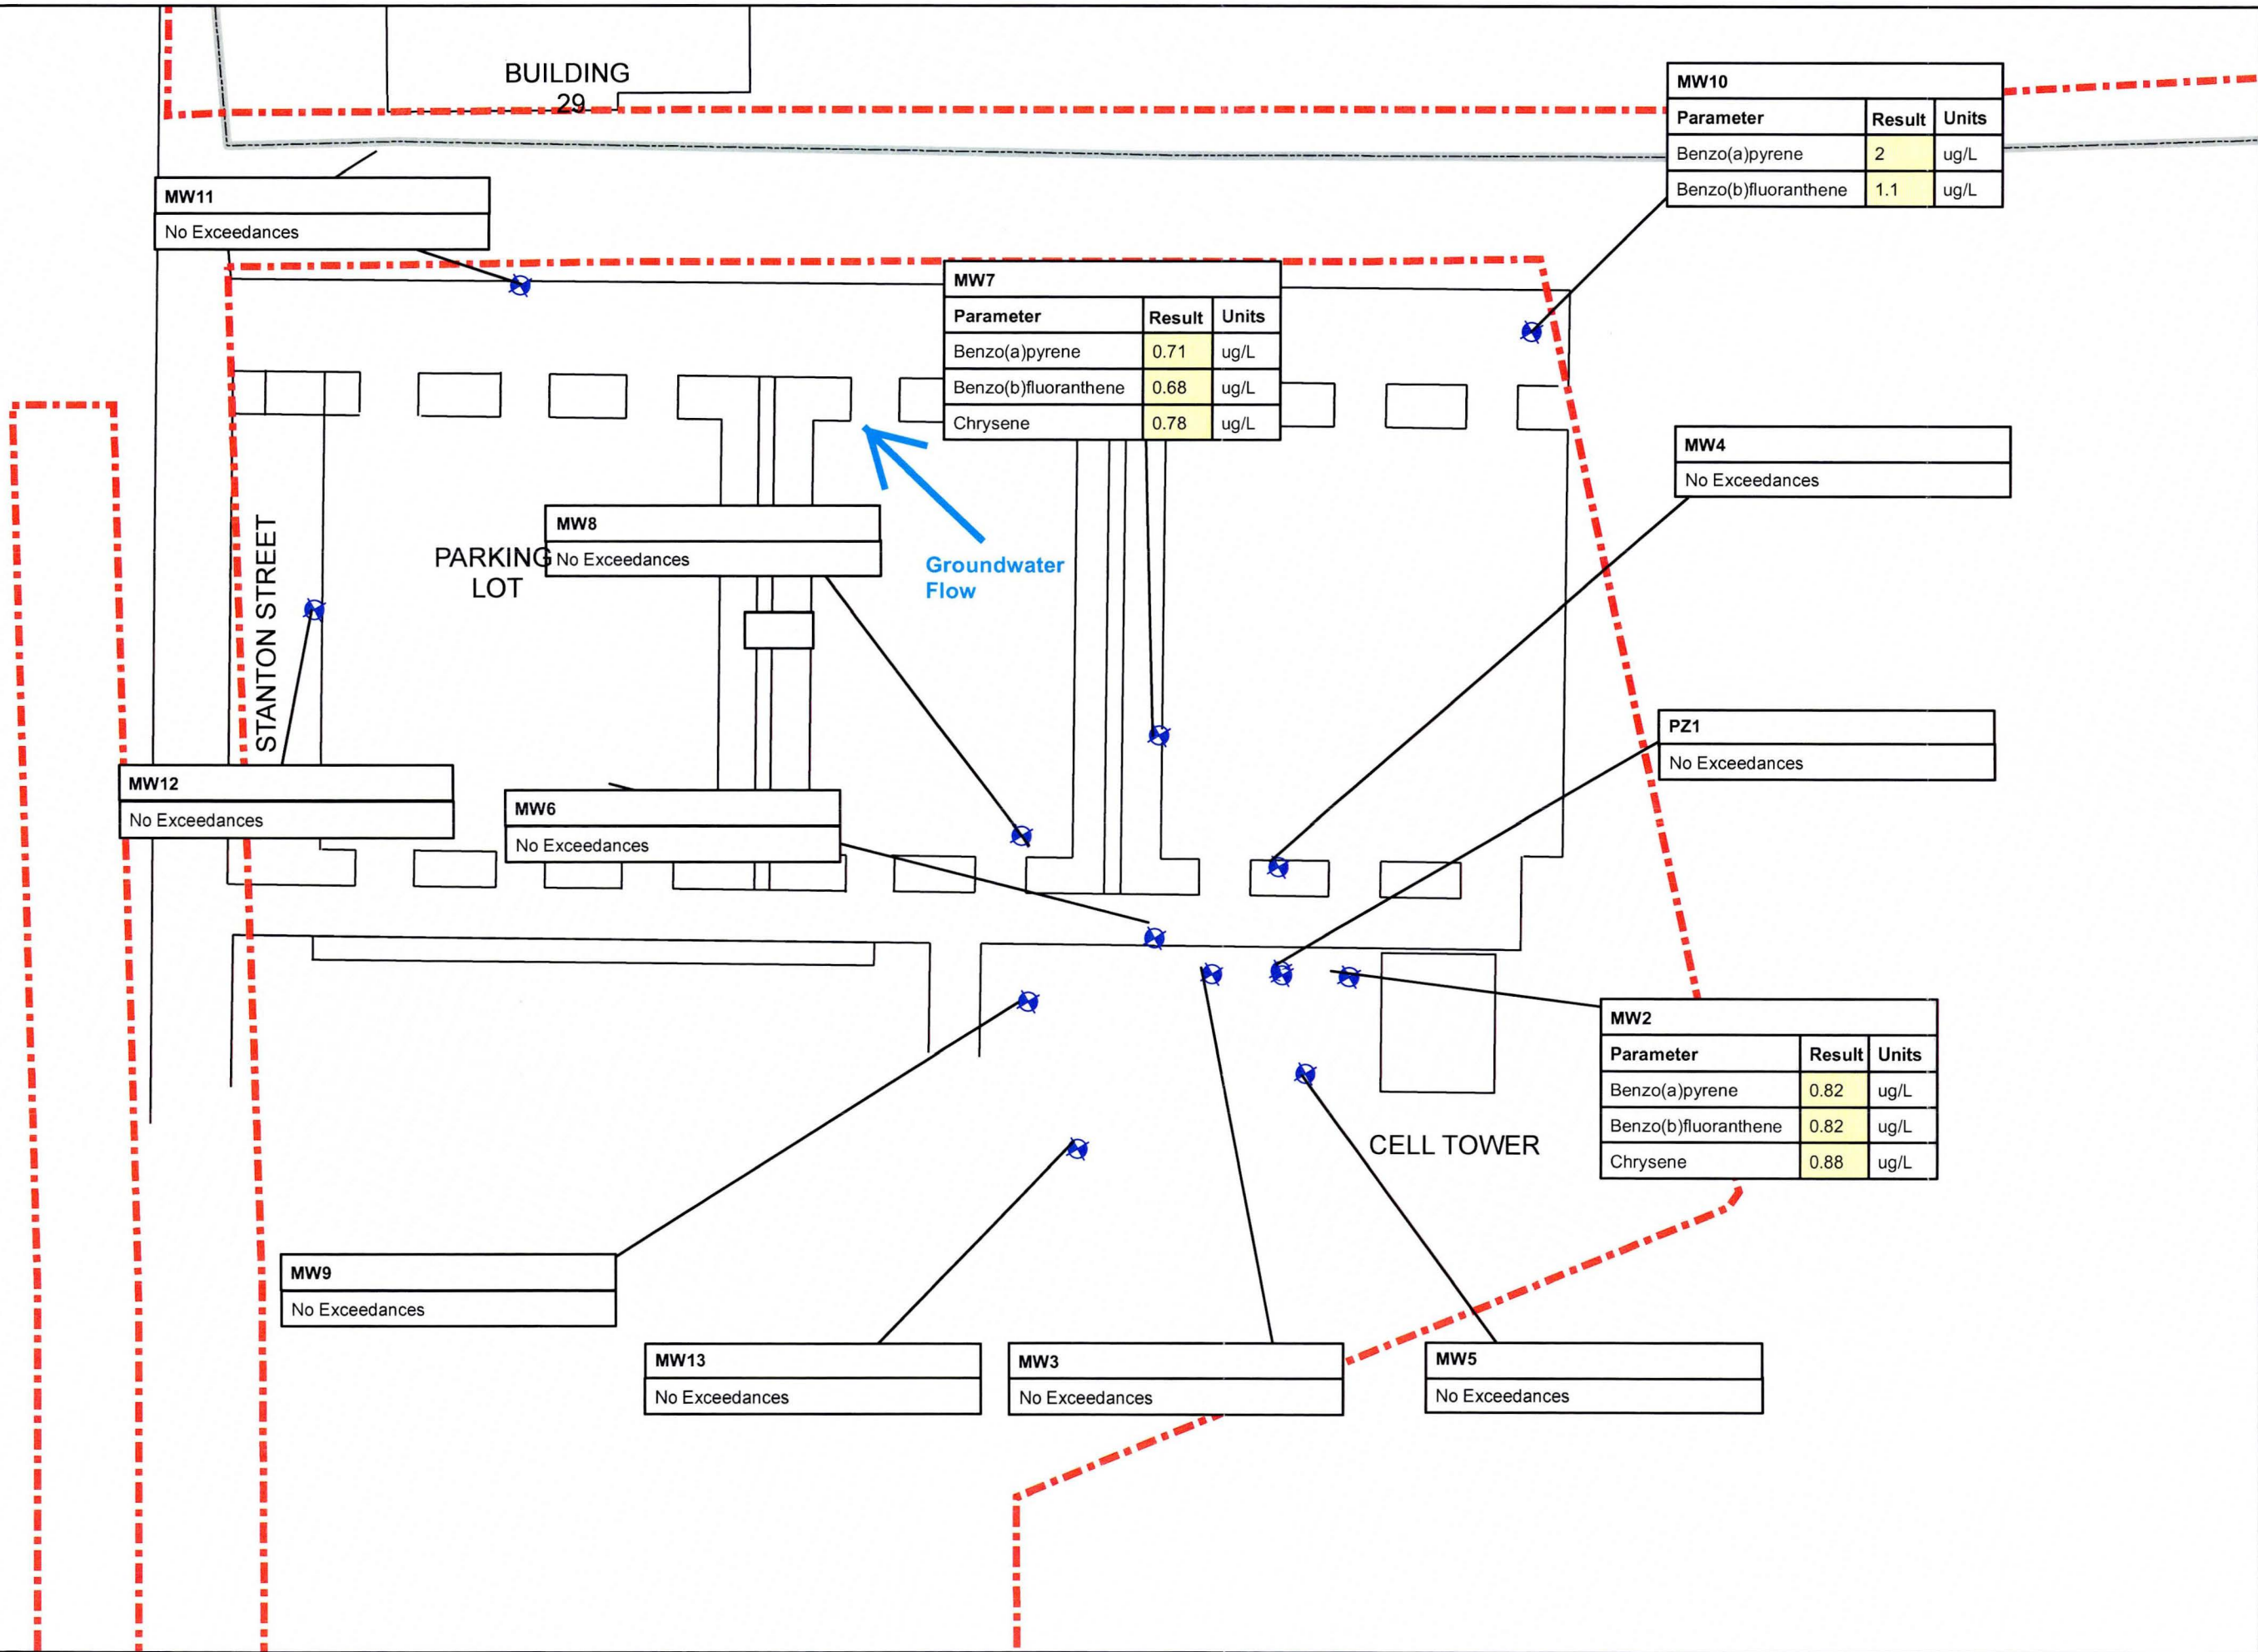 BUILDING
29
MW10
Parameter Result Units
Benzo(a)pyrene 2 ug/L
Benzo(b)fluoranthene 1.1 ug/L
MW11
No Exceedances
MW7
Parameter Result Units
Benzo(a)pyrene 0.71 ug/L
Benzo(b)fluoranthene 0.68 ug/L
Chrysene 0.78 ug/L
MW4
No Exceedances
MW8
No Exceedances
PARKING
LOT
Groundwater
Flow
STANTON STREET
PZ1
No Exceedances
MW12
No Exceedances
MW6
No Exceedances
MW2
Parameter Result Units
Benzo(a)pyrene 0.82 ug/L
Benzo(b)fluoranthene 0.82 ug/L
Chrysene 0.88 ug/L
CELL TOWER
MW9
No Exceedances
MW13
No Exceedances
MW3
No Exceedances
MW5
No Exceedances